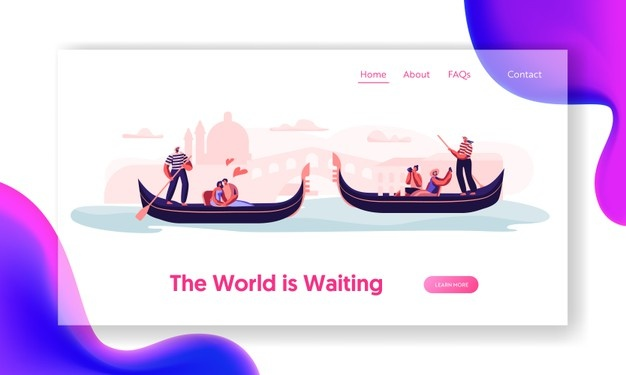 Home About FAQs Contact
The World is Waiting
LEARN MORE